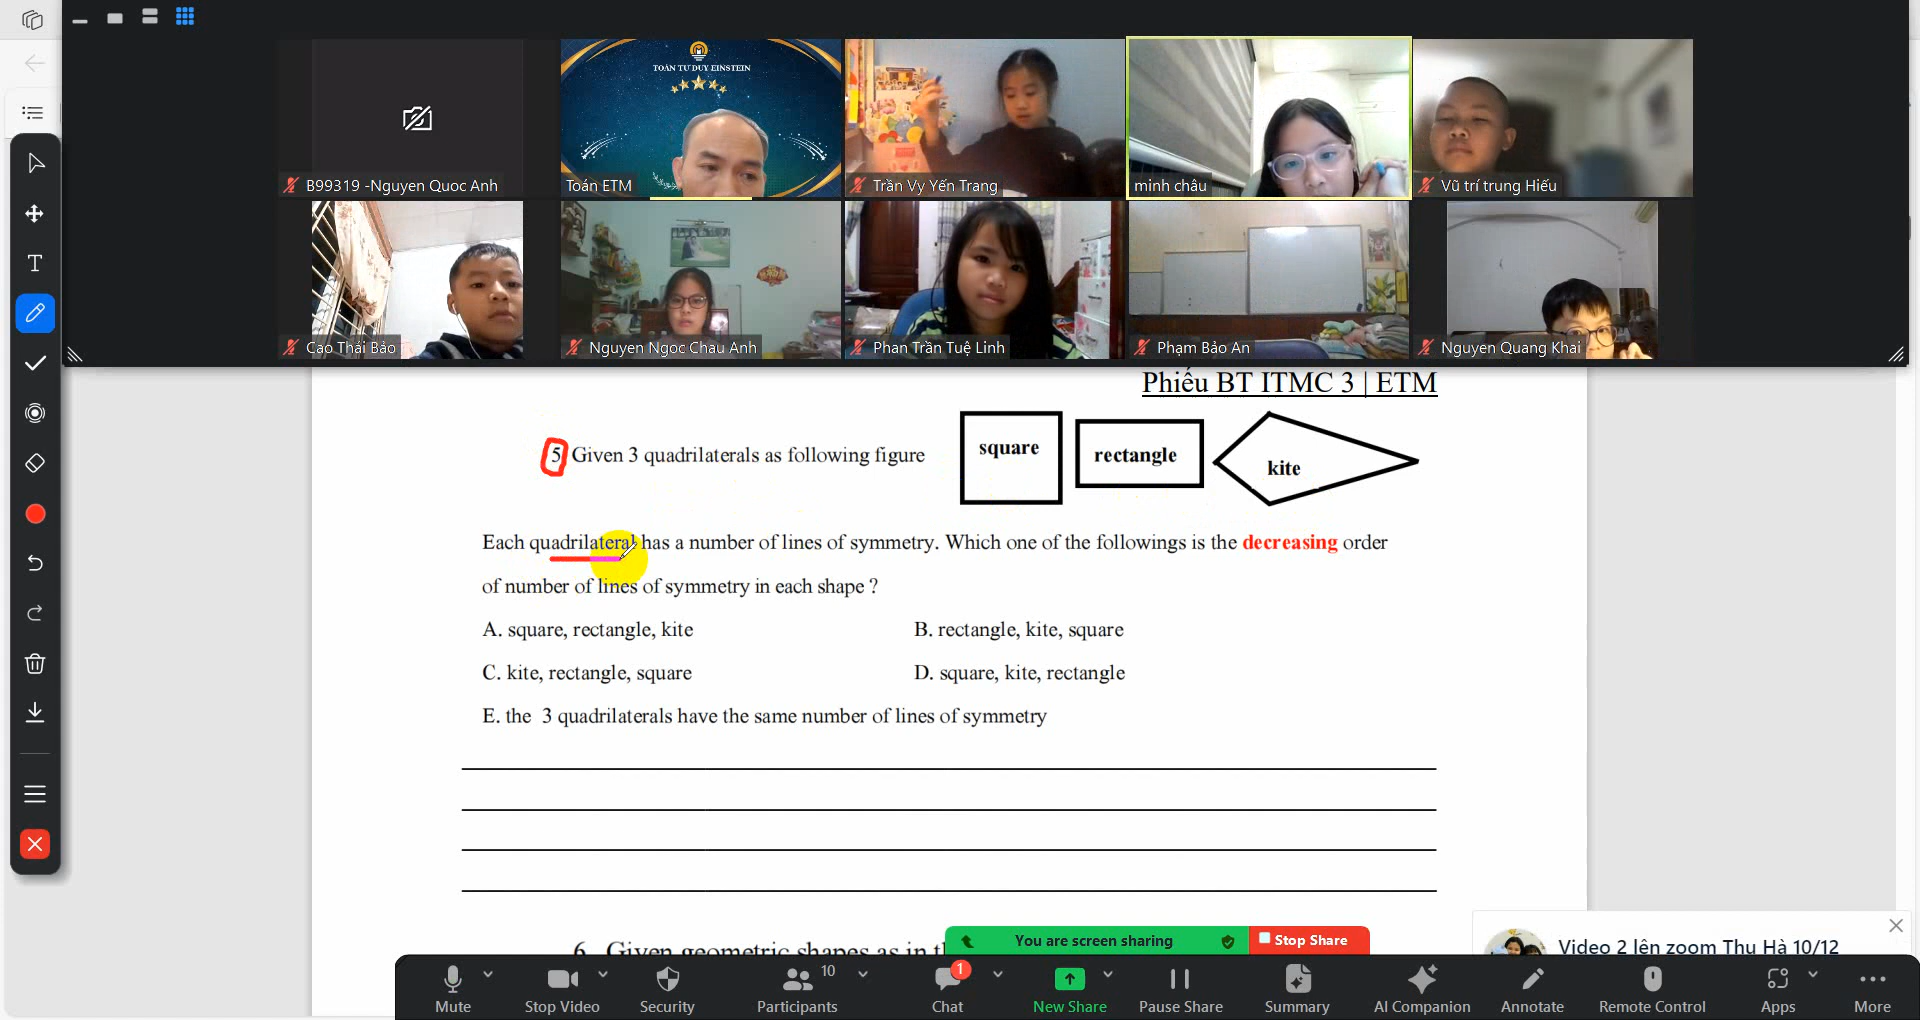 TOÁN TƯ DUY EINSTEIN
B99319 -Nguyen Quoc Anh
Toán ETM
Trần Vy Yến Trang
minh châu
Vũ trí trung Hiếu
Cao Thái Bảo
Nguyen Ngoc Chau Anh
Phan Trần Tuệ Linh
Phạm Bảo An
Nguyen Quang Khai
Phiếu BT ITMC 3 | ETM
5 Given 3 quadrilaterals as following figure
square
rectangle
kite
Each quadrilateral has a number of lines of symmetry. Which one of the followings is the decreasing order
of number of lines of symmetry in each shape ?
A. square, rectangle, kite
B. rectangle, kite, square
C. kite, rectangle, square
D. square, kite, rectangle
E. the 3 quadrilaterals have the same number of lines of symmetry
6. Given geometric shapes as in
You are screen sharing
Stop Share
Video 2 lên zoom Thu Hà 10/12
Mute
Stop Video
Security
Participants
10
Chat
1
New Share
Pause Share
Summary
AI Companion
Annotate
Remote Control
Apps
More